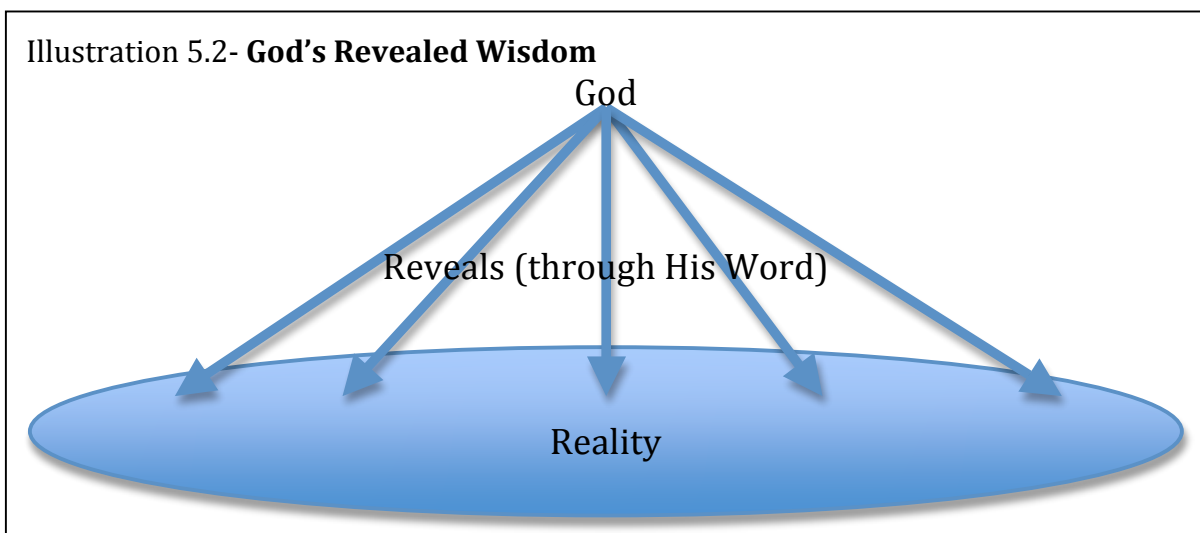 Illustration 5.2- God’s Revealed Wisdom
God
Reveals (through His Word)
Reality